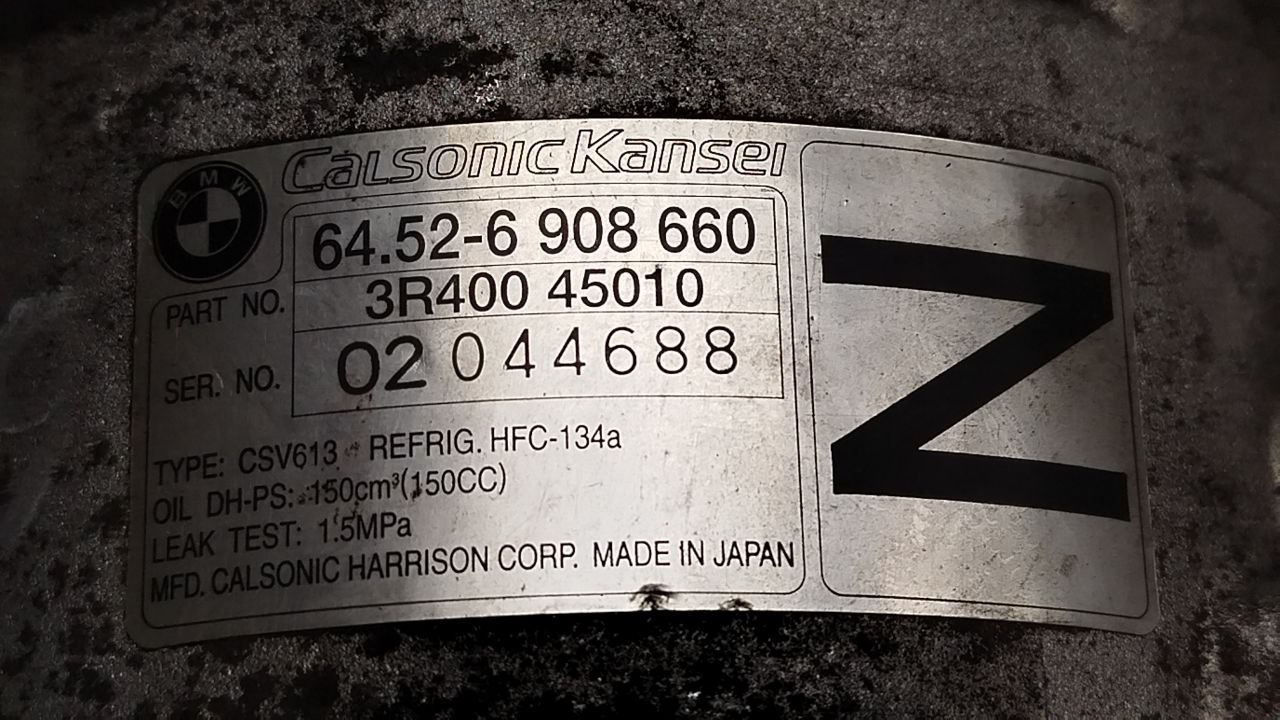 BMW
Calsonic Kansei
64.52-6 908 660
PART NO. 3R400 45010
SER. NO. 02 044688
TYPE: CSV613 REFRIG. HFC-134a
OIL DH-PS: 150cm³(150CC)
LEAK TEST: 1.5MPa
MFD. CALSONIC HARRISON CORP. MADE IN JAPAN
Z